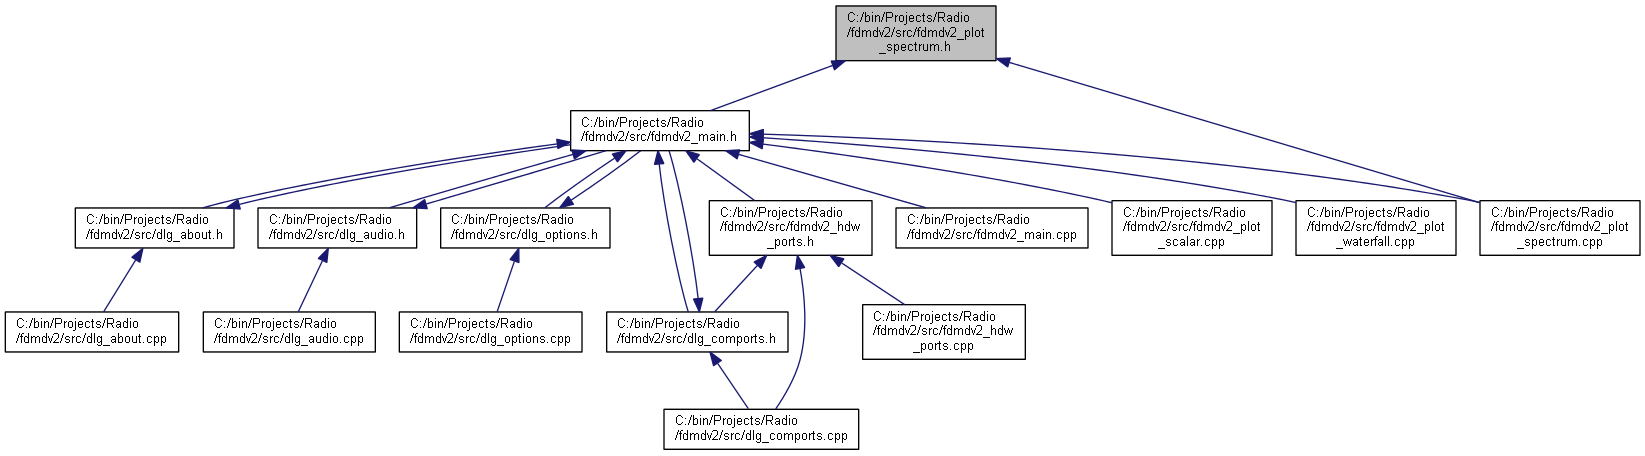 C:/bin/Projects/Radio
/fdmdv2/src/fdmdv2_plot
_spectrum.h
C:/bin/Projects/Radio
/fdmdv2/src/fdmdv2_main.h
C:/bin/Projects/Radio
/fdmdv2/src/dlg_about.h
C:/bin/Projects/Radio
/fdmdv2/src/dlg_audio.h
C:/bin/Projects/Radio
/fdmdv2/src/dlg_options.h
C:/bin/Projects/Radio
/fdmdv2/src/fdmdv2_hdw
_ports.h
C:/bin/Projects/Radio
/fdmdv2/src/fdmdv2_main.cpp
C:/bin/Projects/Radio
/fdmdv2/src/fdmdv2_plot
_scalar.cpp
C:/bin/Projects/Radio
/fdmdv2/src/fdmdv2_plot
_waterfall.cpp
C:/bin/Projects/Radio
/fdmdv2/src/fdmdv2_plot
_spectrum.cpp
C:/bin/Projects/Radio
/fdmdv2/src/dlg_about.cpp
C:/bin/Projects/Radio
/fdmdv2/src/dlg_audio.cpp
C:/bin/Projects/Radio
/fdmdv2/src/dlg_options.cpp
C:/bin/Projects/Radio
/fdmdv2/src/dlg_comports.h
C:/bin/Projects/Radio
/fdmdv2/src/fdmdv2_hdw
_ports.cpp
C:/bin/Projects/Radio
/fdmdv2/src/dlg_comports.cpp